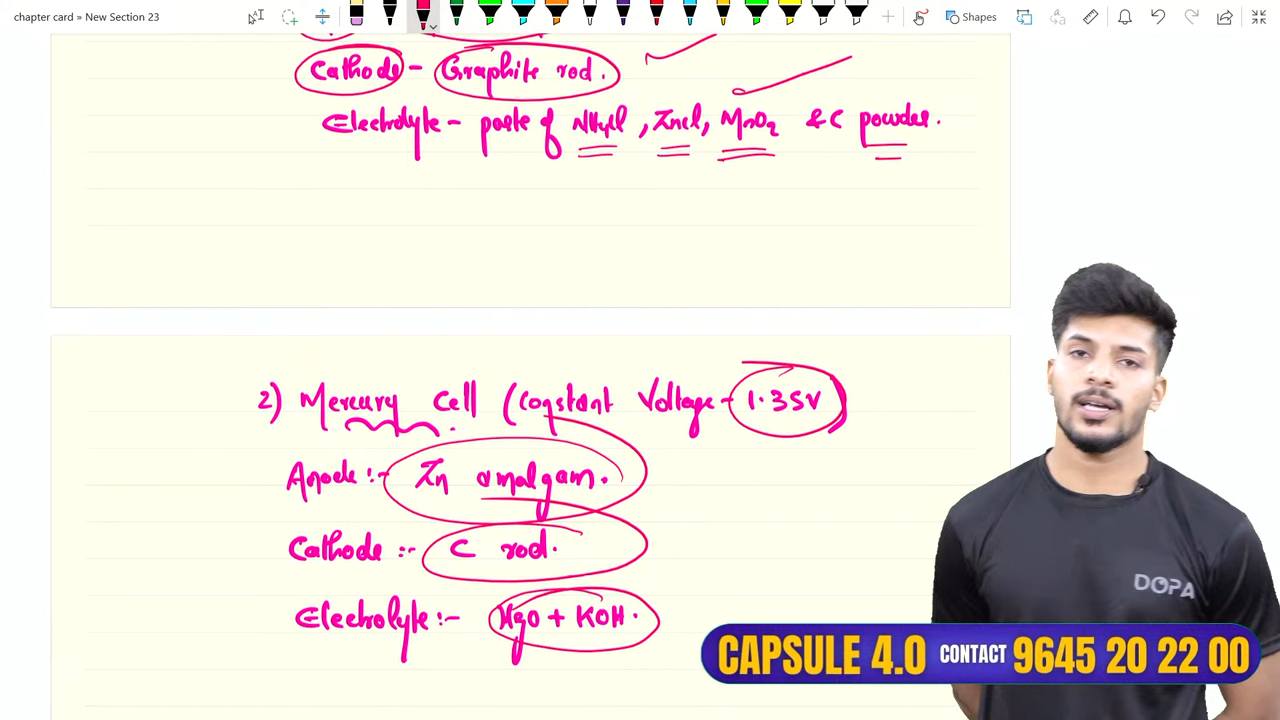 chapter card » New Section 23
Shapes
Cathode - Graphite rod.
Electrolyte - paste of NH4Cl, ZnCl, MnO2 & C powder.
2) Mercury Cell (constant Voltage - 1.35V)
Anode :- Zn amalgam.
Cathode :- C rod.
Electrolyte :- HgO + KOH.
DOPA
CAPSULE 4.0 CONTACT 9645 20 22 00